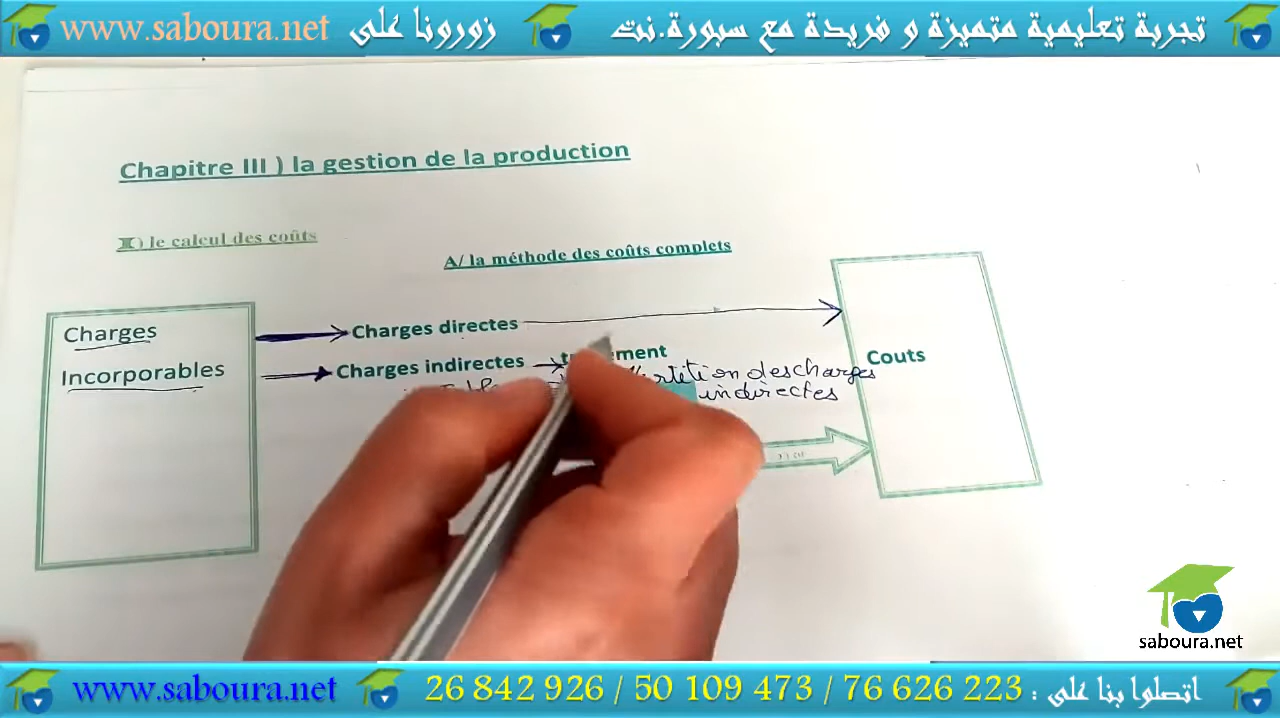 www.saboura.net زورونا على تجربة تعليمية متميزة و فريدة مع سبورة.نت
Chapitre III ) la gestion de la production
) le calcul des coûts
A/ la méthode des coûts complets
Charges
Incorporables
Charges directes
Charges indirectes
des charges
indirectes
Couts
saboura.net
www.saboura.net 26 842 926 / 50 109 473 / 76 626 223 : اتصلوا بنا على